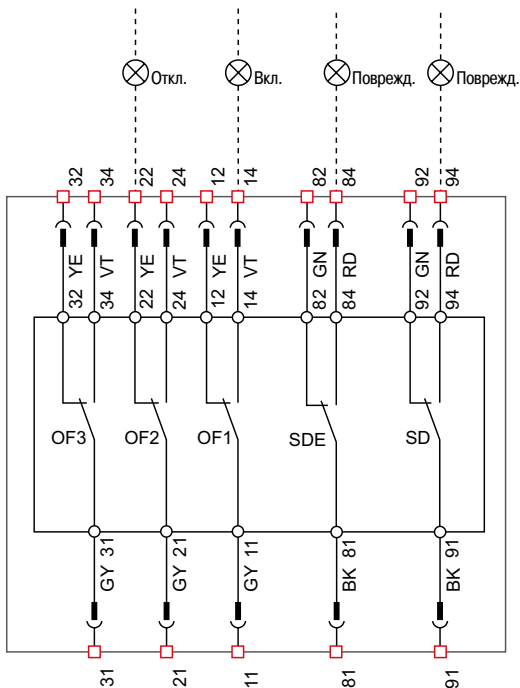 Откл.
Вкл.
Поврежд.
Поврежд.
32 34 22 24 12 14 82 84 92 94
YE VT YE VT YE VT GN RD GN RD
32 34 22 24 12 14 82 84 92 94
OF3 OF2 OF1 SDE SD
31 21 11 81 91
GY GY GY BK BK
31 21 11 81 91